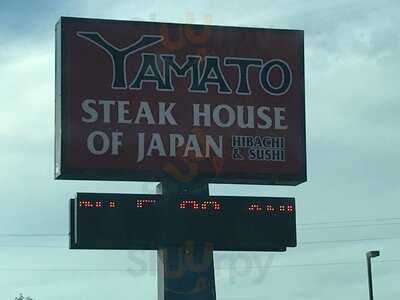 YAMATO
STEAK HOUSE
OF JAPAN
HIBACHI
& SUSHI